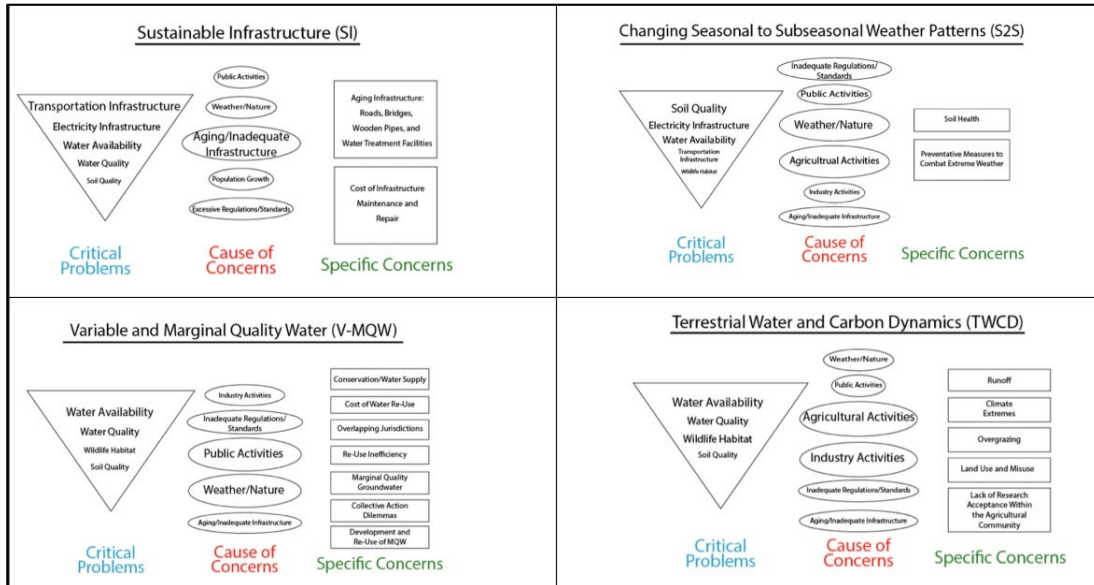 Sustainable Infrastructure (SI)
Transportation Infrastructure
Electricity Infrastructure
Water Availability
Water Quality
Soil Quality
Critical
Problems
Public Activities
Weather/Nature
Aging/Inadequate
Infrastructure
Population Growth
Excessive Regulations/Standards
Cause of
Concerns
Aging Infrastructure:
Roads, Bridges,
Wooden Pipes, and
Water Treatment Facilities
Cost of Infrastructure
Maintenance and
Repair
Specific Concerns
Changing Seasonal to Subseasonal Weather Patterns (S2S)
Soil Quality
Electricity Infrastructure
Water Availability
Transportation
Infrastructure
Wildlife Habitat
Critical
Problems
Inadequate Regulations/
Standards
Public Activities
Weather/Nature
Agricultrual Activities
Industry Activities
Aging/Inadequate Infrastructure
Cause of
Concerns
Soil Health
Preventative Measures to
Combat Extreme Weather
Specific Concerns
Variable and Marginal Quality Water (V-MQW)
Water Availability
Water Quality
Wildlife Habitat
Soil Quality
Critical
Problems
Industry Activities
Inadequate Regulations/
Standards
Public Activities
Weather/Nature
Aging/Inadequate Infrastructure
Cause of
Concerns
Conservation/Water Supply
Cost of Water Re-Use
Overlapping Jurisdictions
Re-Use Inefficiency
Marginal Quality
Groundwater
Collective Action
Dilemmas
Development and
Re-Use of MQW
Specific Concerns
Terrestrial Water and Carbon Dynamics (TWCD)
Water Availability
Water Quality
Wildlife Habitat
Soil Quality
Critical
Problems
Weather/Nature
Public Activities
Agricultural Activities
Industry Activities
Inadequate Regulations/Standards
Aging/Inadequate Infrastructure
Cause of
Concerns
Runoff
Climate
Extremes
Overgrazing
Land Use and Misuse
Lack of Research
Acceptance Within
the Agricultural
Community
Specific Concerns